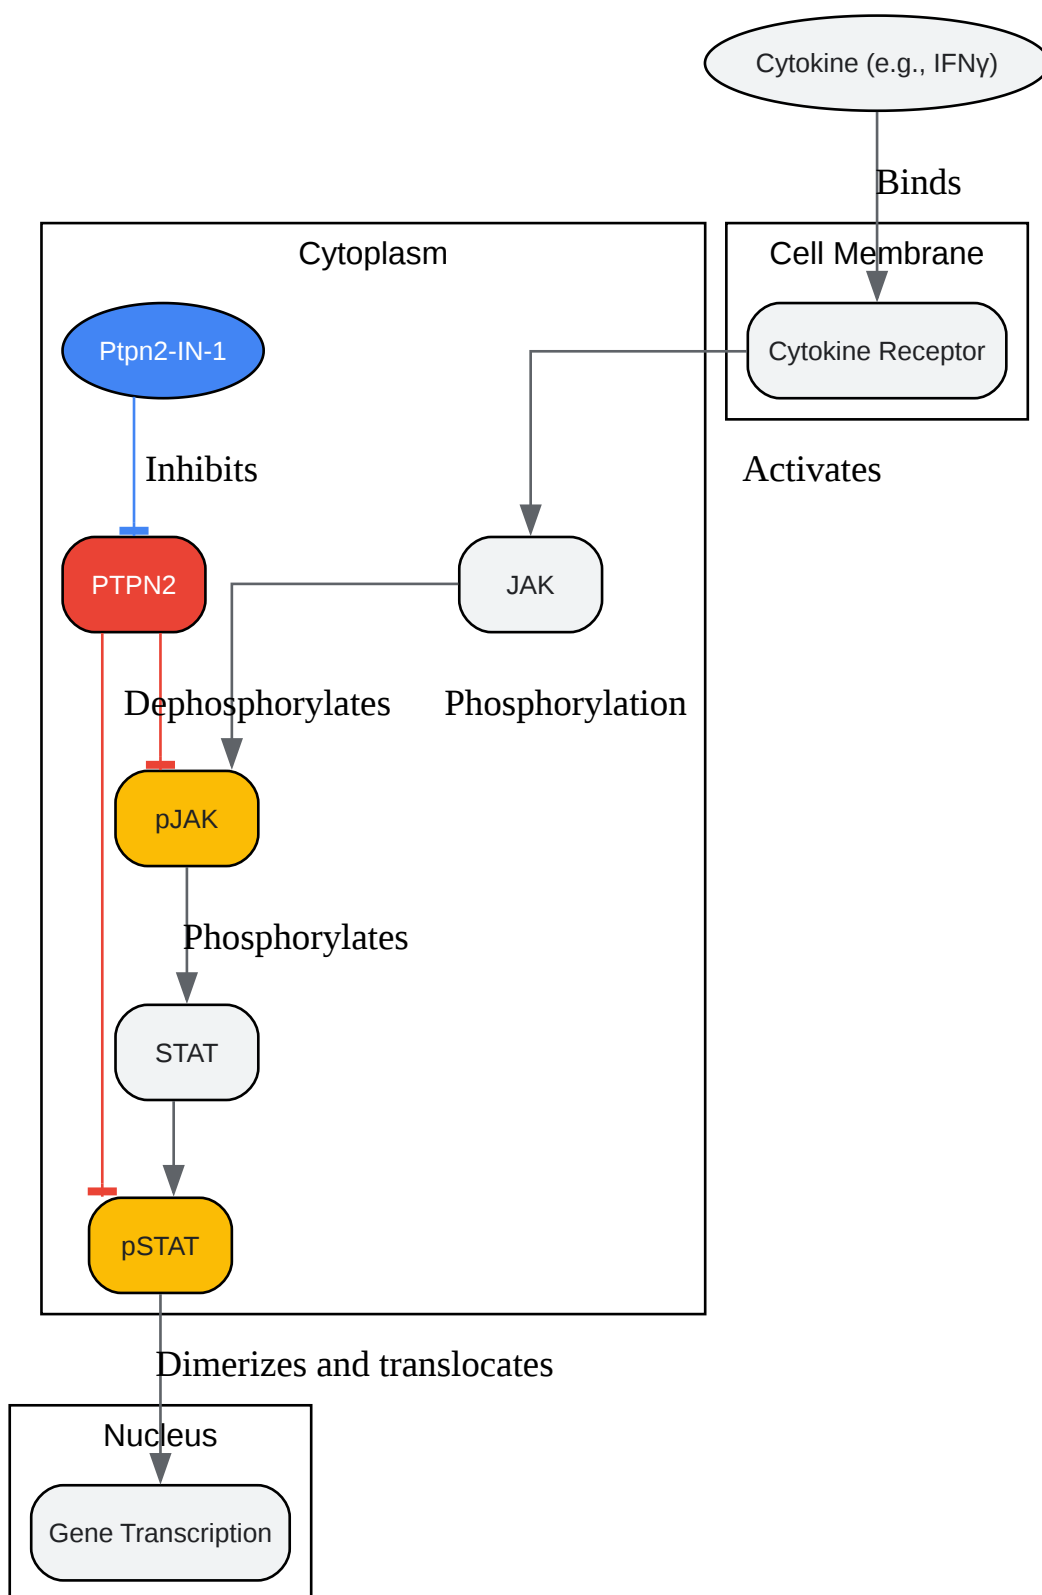 Cytokine (e.g., IFNγ)
Binds
Cytoplasm
Cell Membrane
Ptpn2-IN-1
Cytokine Receptor
Inhibits
Activates
PTPN2
JAK
Dephosphorylates
Phosphorylation
pJAK
Phosphorylates
STAT
pSTAT
Dimerizes and translocates
Nucleus
Gene Transcription